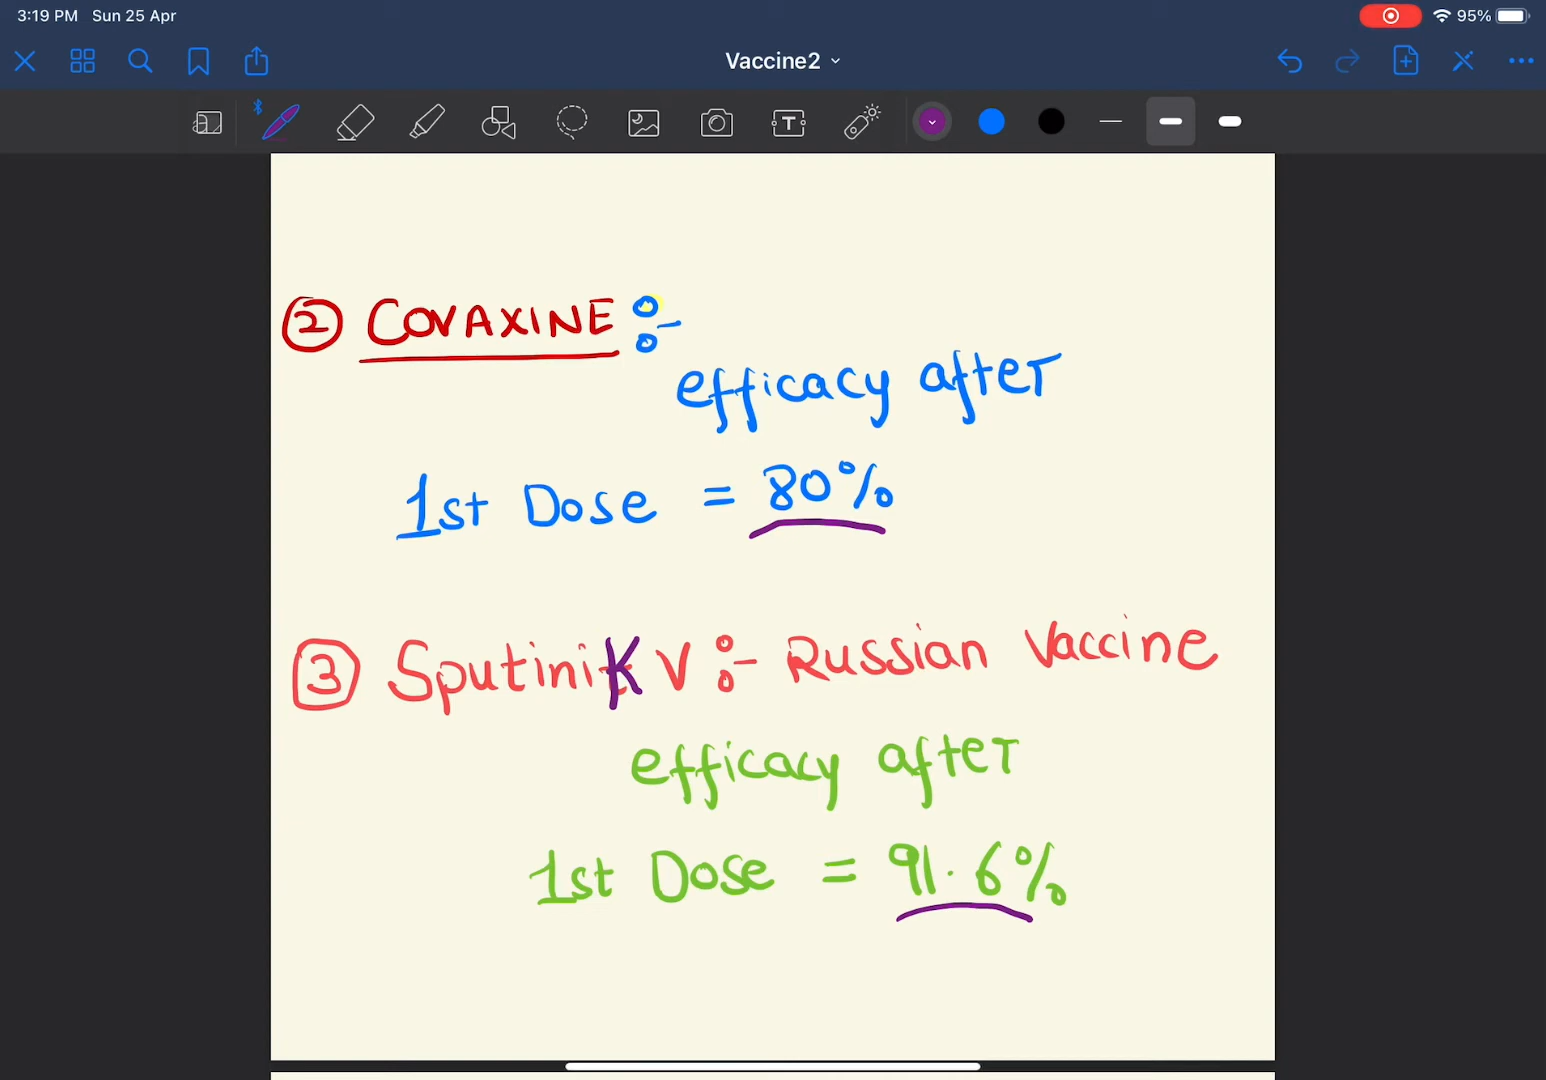 3:19 PM Sun 25 Apr
95%
Vaccine2
T
② COVAXINE :-
efficacy after
1st Dose = 80%
③ SputiniK V :- Russian Vaccine
efficacy after
1st Dose = 91.6%